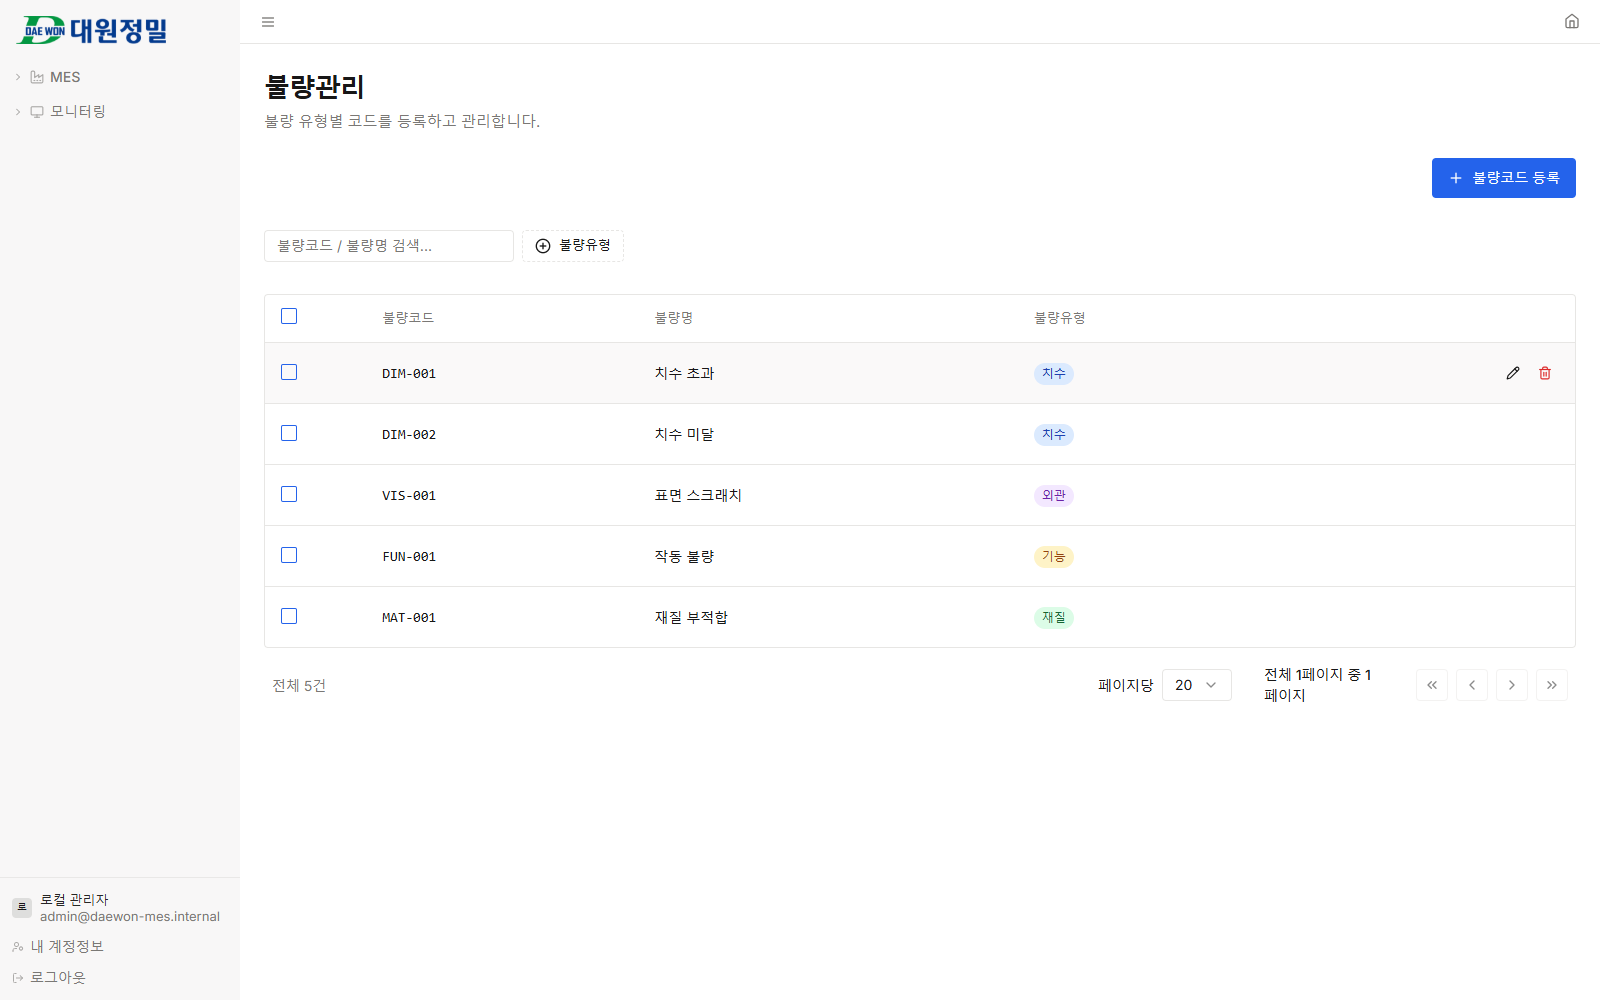 DAE WON 대원정밀
MES
모니터링
불량관리
불량 유형별 코드를 등록하고 관리합니다.
불량코드 등록
불량코드 / 불량명 검색...
불량유형
불량코드 불량명 불량유형
DIM-001 치수 초과 치수
DIM-002 치수 미달 치수
VIS-001 표면 스크래치 외관
FUN-001 작동 불량 기능
MAT-001 재질 부적합 재질
전체 5건
페이지당 20
전체 1페이지 중 1
페이지
로 로컬 관리자
admin@daewon-mes.internal
내 계정정보
로그아웃